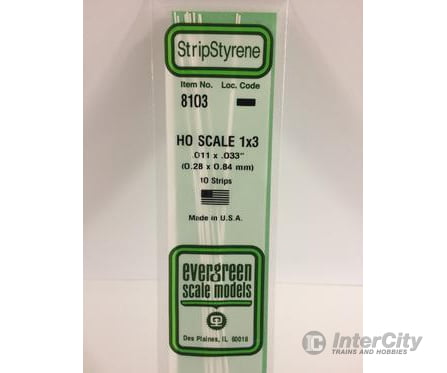 StripStyrene
Item No. Loc. Code
8103
HO SCALE 1x3
.011 x .033"
(0.28 x 0.84 mm)
10 Strips
Made in U.S.A.
evergreen
scale models
Des Plaines, IL 60018
IC InterCity
TRAINS AND HOBBIES